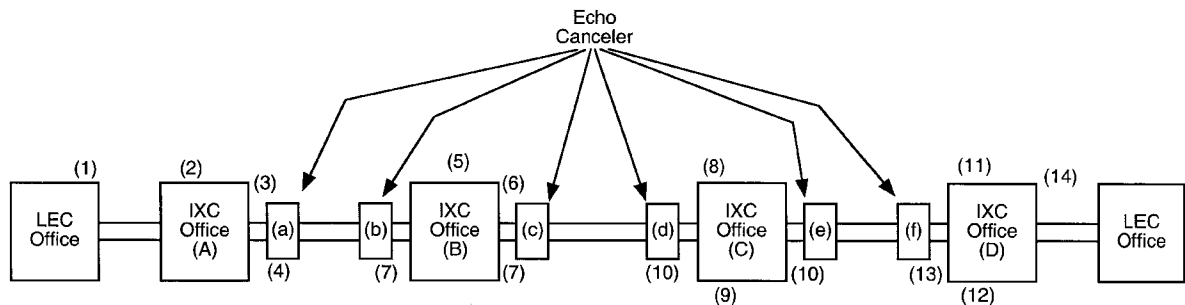 Echo
Canceler
(1)
(2)
(3)
(5)
(6)
(8)
(11)
(14)
LEC
Office
IXC
Office
(A)
(a)
(b)
IXC
Office
(B)
(c)
(d)
IXC
Office
(C)
(e)
(f)
IXC
Office
(D)
LEC
Office
(4)
(7)
(7)
(10)
(9)
(10)
(13)
(12)